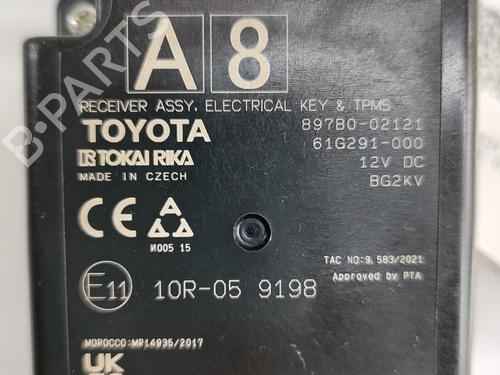 A 8
RECEIVER ASSY, ELECTRICAL KEY & TPMS
TOYOTA 897B0-02121
TOKAI RIKA 61G291-000
MADE IN CZECH 12V DC
BG2KV
CE
И005 15
TAC NO:9.583/2021
Approved by PTA
E11 10R-05 9198
MOROCCO:MR14935/2017
UK
B-PARTS